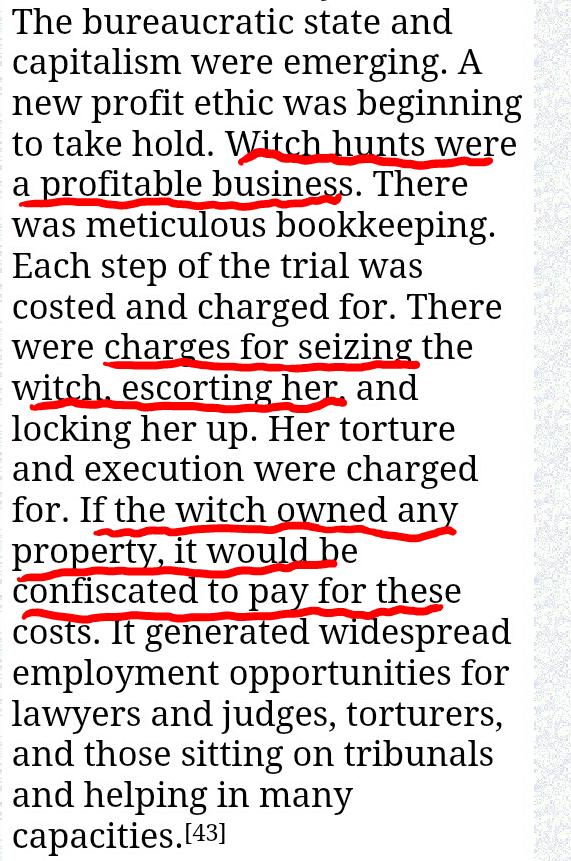 The bureaucratic state and
capitalism were emerging. A
new profit ethic was beginning
to take hold. Witch hunts were
a profitable business. There
was meticulous bookkeeping.
Each step of the trial was
costed and charged for. There
were charges for seizing the
witch, escorting her, and
locking her up. Her torture
and execution were charged
for. If the witch owned any
property, it would be
confiscated to pay for these
costs. It generated widespread
employment opportunities for
lawyers and judges, torturers,
and those sitting on tribunals
and helping in many
capacities.[43]